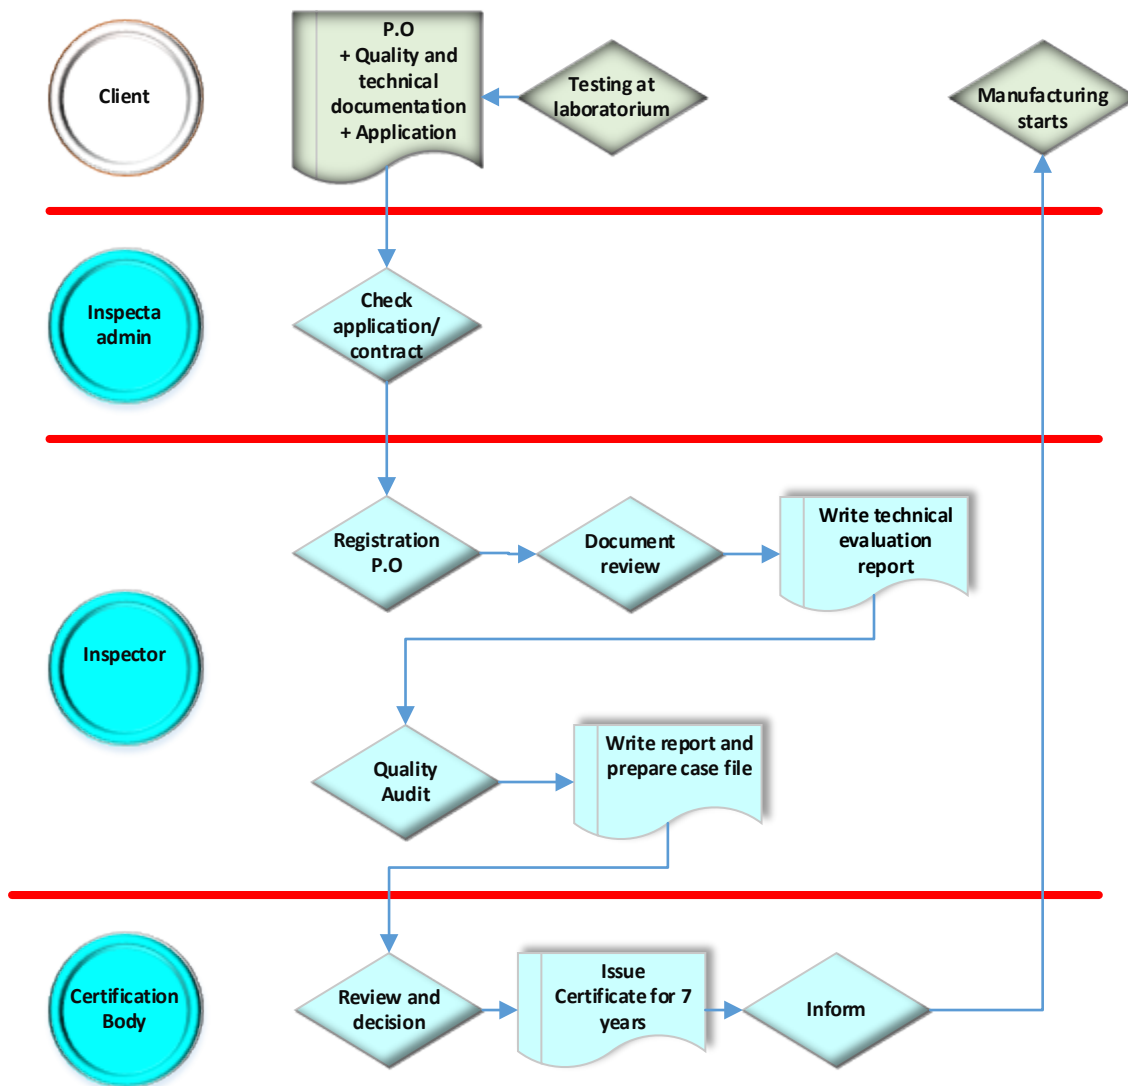 Client
P.O
+ Quality and
technical
documentation
+ Application
Testing at
laboratorium
Manufacturing
starts
Inspecta
admin
Check
application/
contract
Inspector
Registration
P.O
Document
review
Write technical
evaluation
report
Quality
Audit
Write report and
prepare case file
Certification
Body
Review and
decision
Issue
Certificate for 7
years
Inform